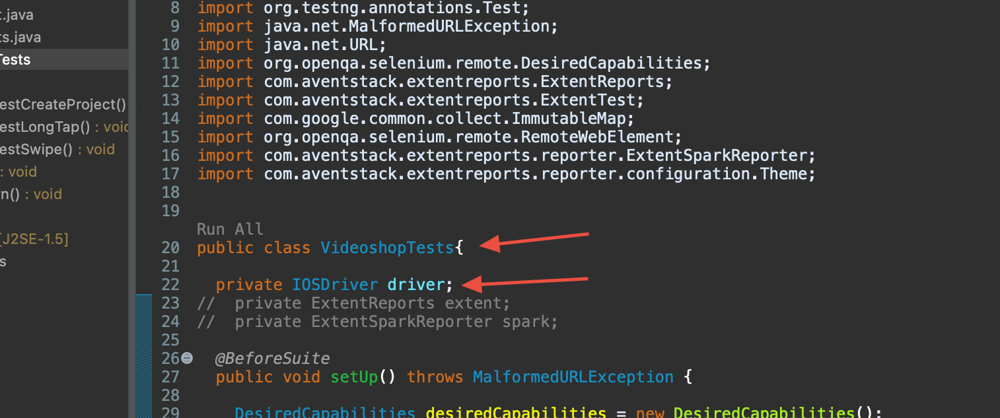 t.java
ts.java
Tests
estCreateProject()
estLongTap() : void
estSwipe() : void
: void
n() : void
[J2SE-1.5]
s
8 import org.testng.annotations.Test;
9 import java.net.MalformedURLException;
10 import java.net.URL;
11 import org.openqa.selenium.remote.DesiredCapabilities;
12 import com.aventstack.extentreports.ExtentReports;
13 import com.aventstack.extentreports.ExtentTest;
14 import com.google.common.collect.ImmutableMap;
15 import org.openqa.selenium.remote.RemoteWebElement;
16 import com.aventstack.extentreports.reporter.ExtentSparkReporter;
17 import com.aventstack.extentreports.reporter.configuration.Theme;
18
19
Run All
20 public class VideoshopTests{
21
22 private IOSDriver driver;
23 // private ExtentReports extent;
24 // private ExtentSparkReporter spark;
25
26 @BeforeSuite
27 public void setUp() throws MalformedURLException {
28
29 DesiredCapabilities desiredCapabilities = new DesiredCapabilities();